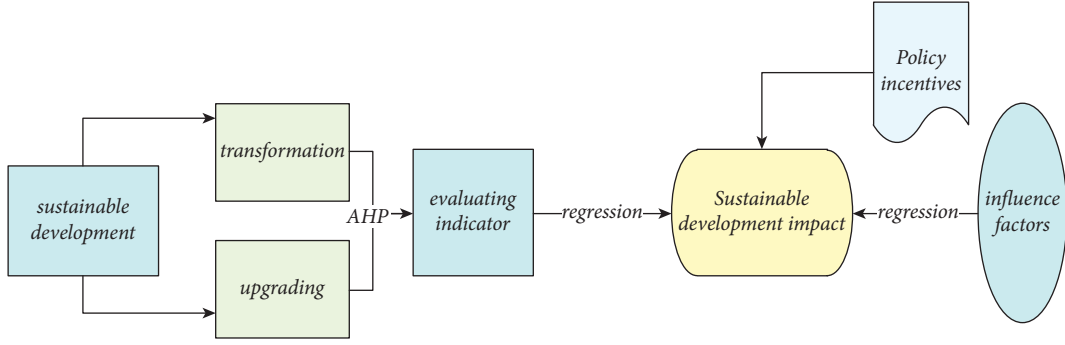 sustainable
development
transformation
upgrading
AHP
evaluating
indicator
regression
Sustainable
development impact
Policy
incentives
regression
influence
factors